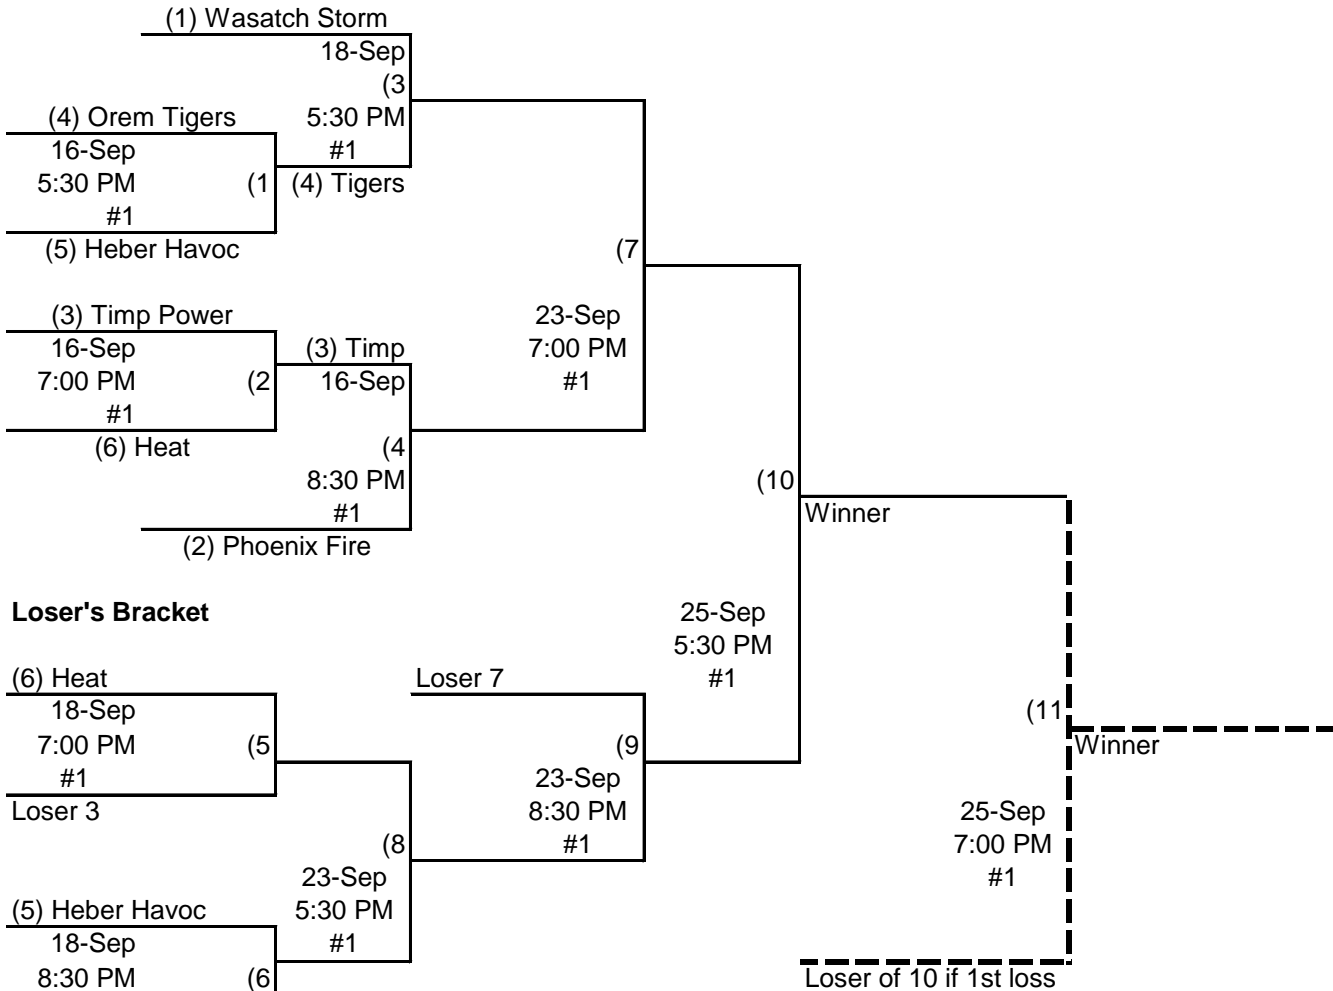 (1) Wasatch Storm
18-Sep
(3
5:30 PM
#1
(4) Orem Tigers
16-Sep
5:30 PM
(1
#1
(4) Tigers
(5) Heber Havoc
(7
23-Sep
7:00 PM
#1
(3) Timp Power
16-Sep
7:00 PM
(2
#1
(6) Heat
(3) Timp
16-Sep
(4
8:30 PM
#1
(2) Phoenix Fire
(10
Winner
25-Sep
5:30 PM
#1
Loser's Bracket
(6) Heat
18-Sep
7:00 PM
(5
#1
Loser 3
Loser 7
(9
23-Sep
8:30 PM
#1
(8
23-Sep
5:30 PM
#1
(5) Heber Havoc
18-Sep
8:30 PM
(6
(11
Winner
25-Sep
7:00 PM
#1
Loser of 10 if 1st loss